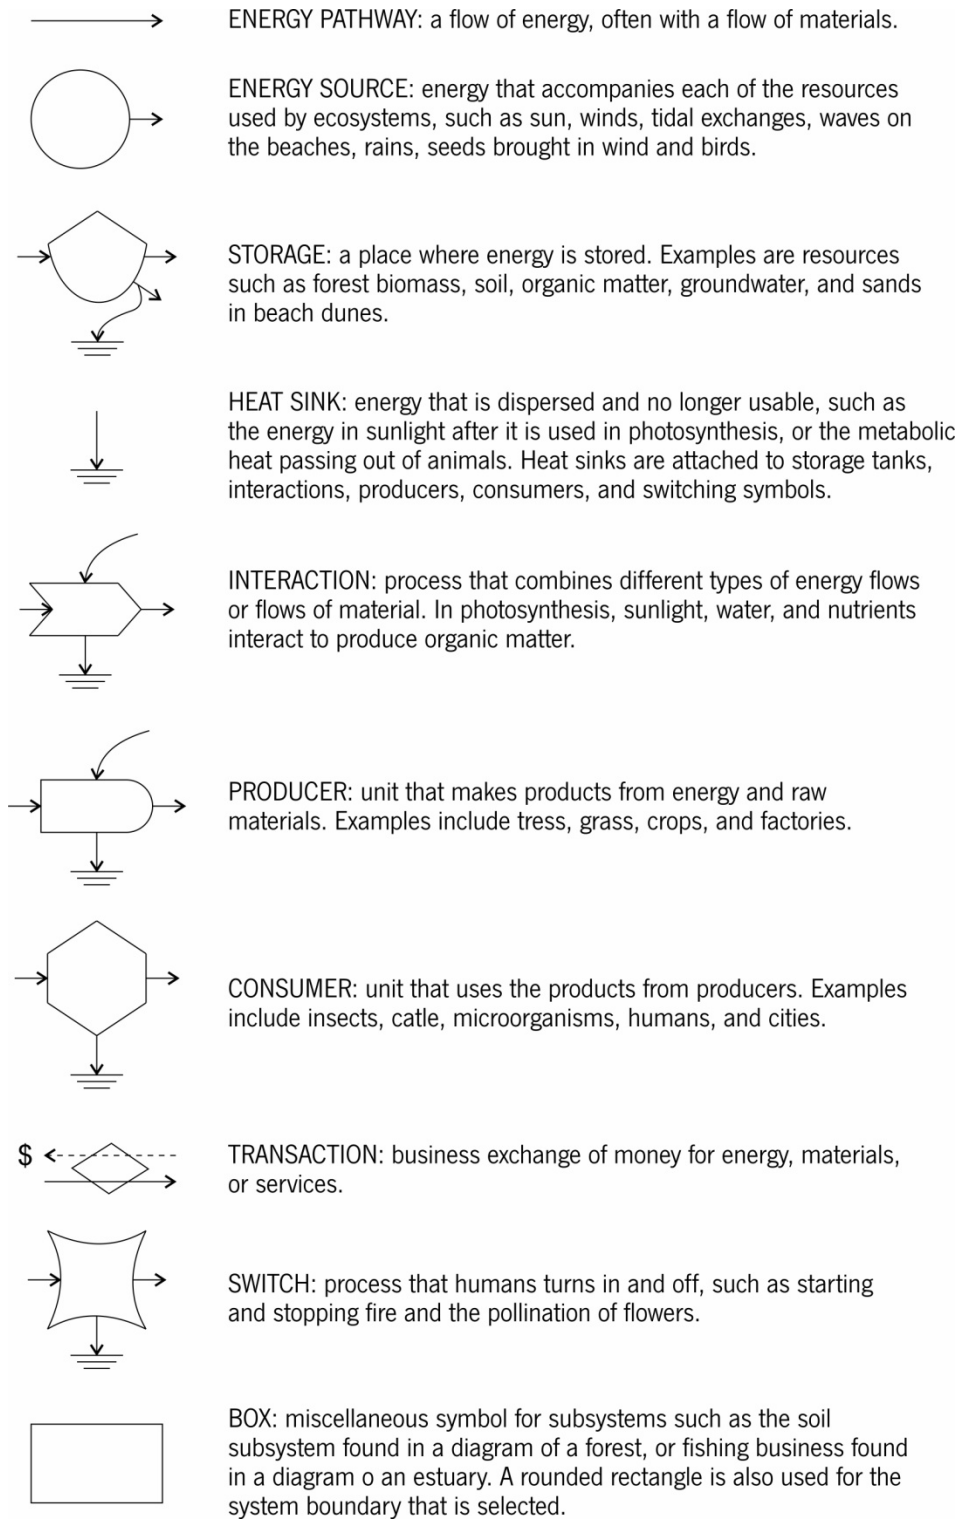 ENERGY PATHWAY: a flow of energy, often with a flow of materials.
ENERGY SOURCE: energy that accompanies each of the resources
used by ecosystems, such as sun, winds, tidal exchanges, waves on
the beaches, rains, seeds brought in wind and birds.
STORAGE: a place where energy is stored. Examples are resources
such as forest biomass, soil, organic matter, groundwater, and sands
in beach dunes.
HEAT SINK: energy that is dispersed and no longer usable, such as
the energy in sunlight after it is used in photosynthesis, or the metabolic
heat passing out of animals. Heat sinks are attached to storage tanks,
interactions, producers, consumers, and switching symbols.
INTERACTION: process that combines different types of energy flows
or flows of material. In photosynthesis, sunlight, water, and nutrients
interact to produce organic matter.
PRODUCER: unit that makes products from energy and raw
materials. Examples include tress, grass, crops, and factories.
CONSUMER: unit that uses the products from producers. Examples
include insects, catle, microorganisms, humans, and cities.
$
TRANSACTION: business exchange of money for energy, materials,
or services.
SWITCH: process that humans turns in and off, such as starting
and stopping fire and the pollination of flowers.
BOX: miscellaneous symbol for subsystems such as the soil
subsystem found in a diagram of a forest, or fishing business found
in a diagram o an estuary. A rounded rectangle is also used for the
system boundary that is selected.